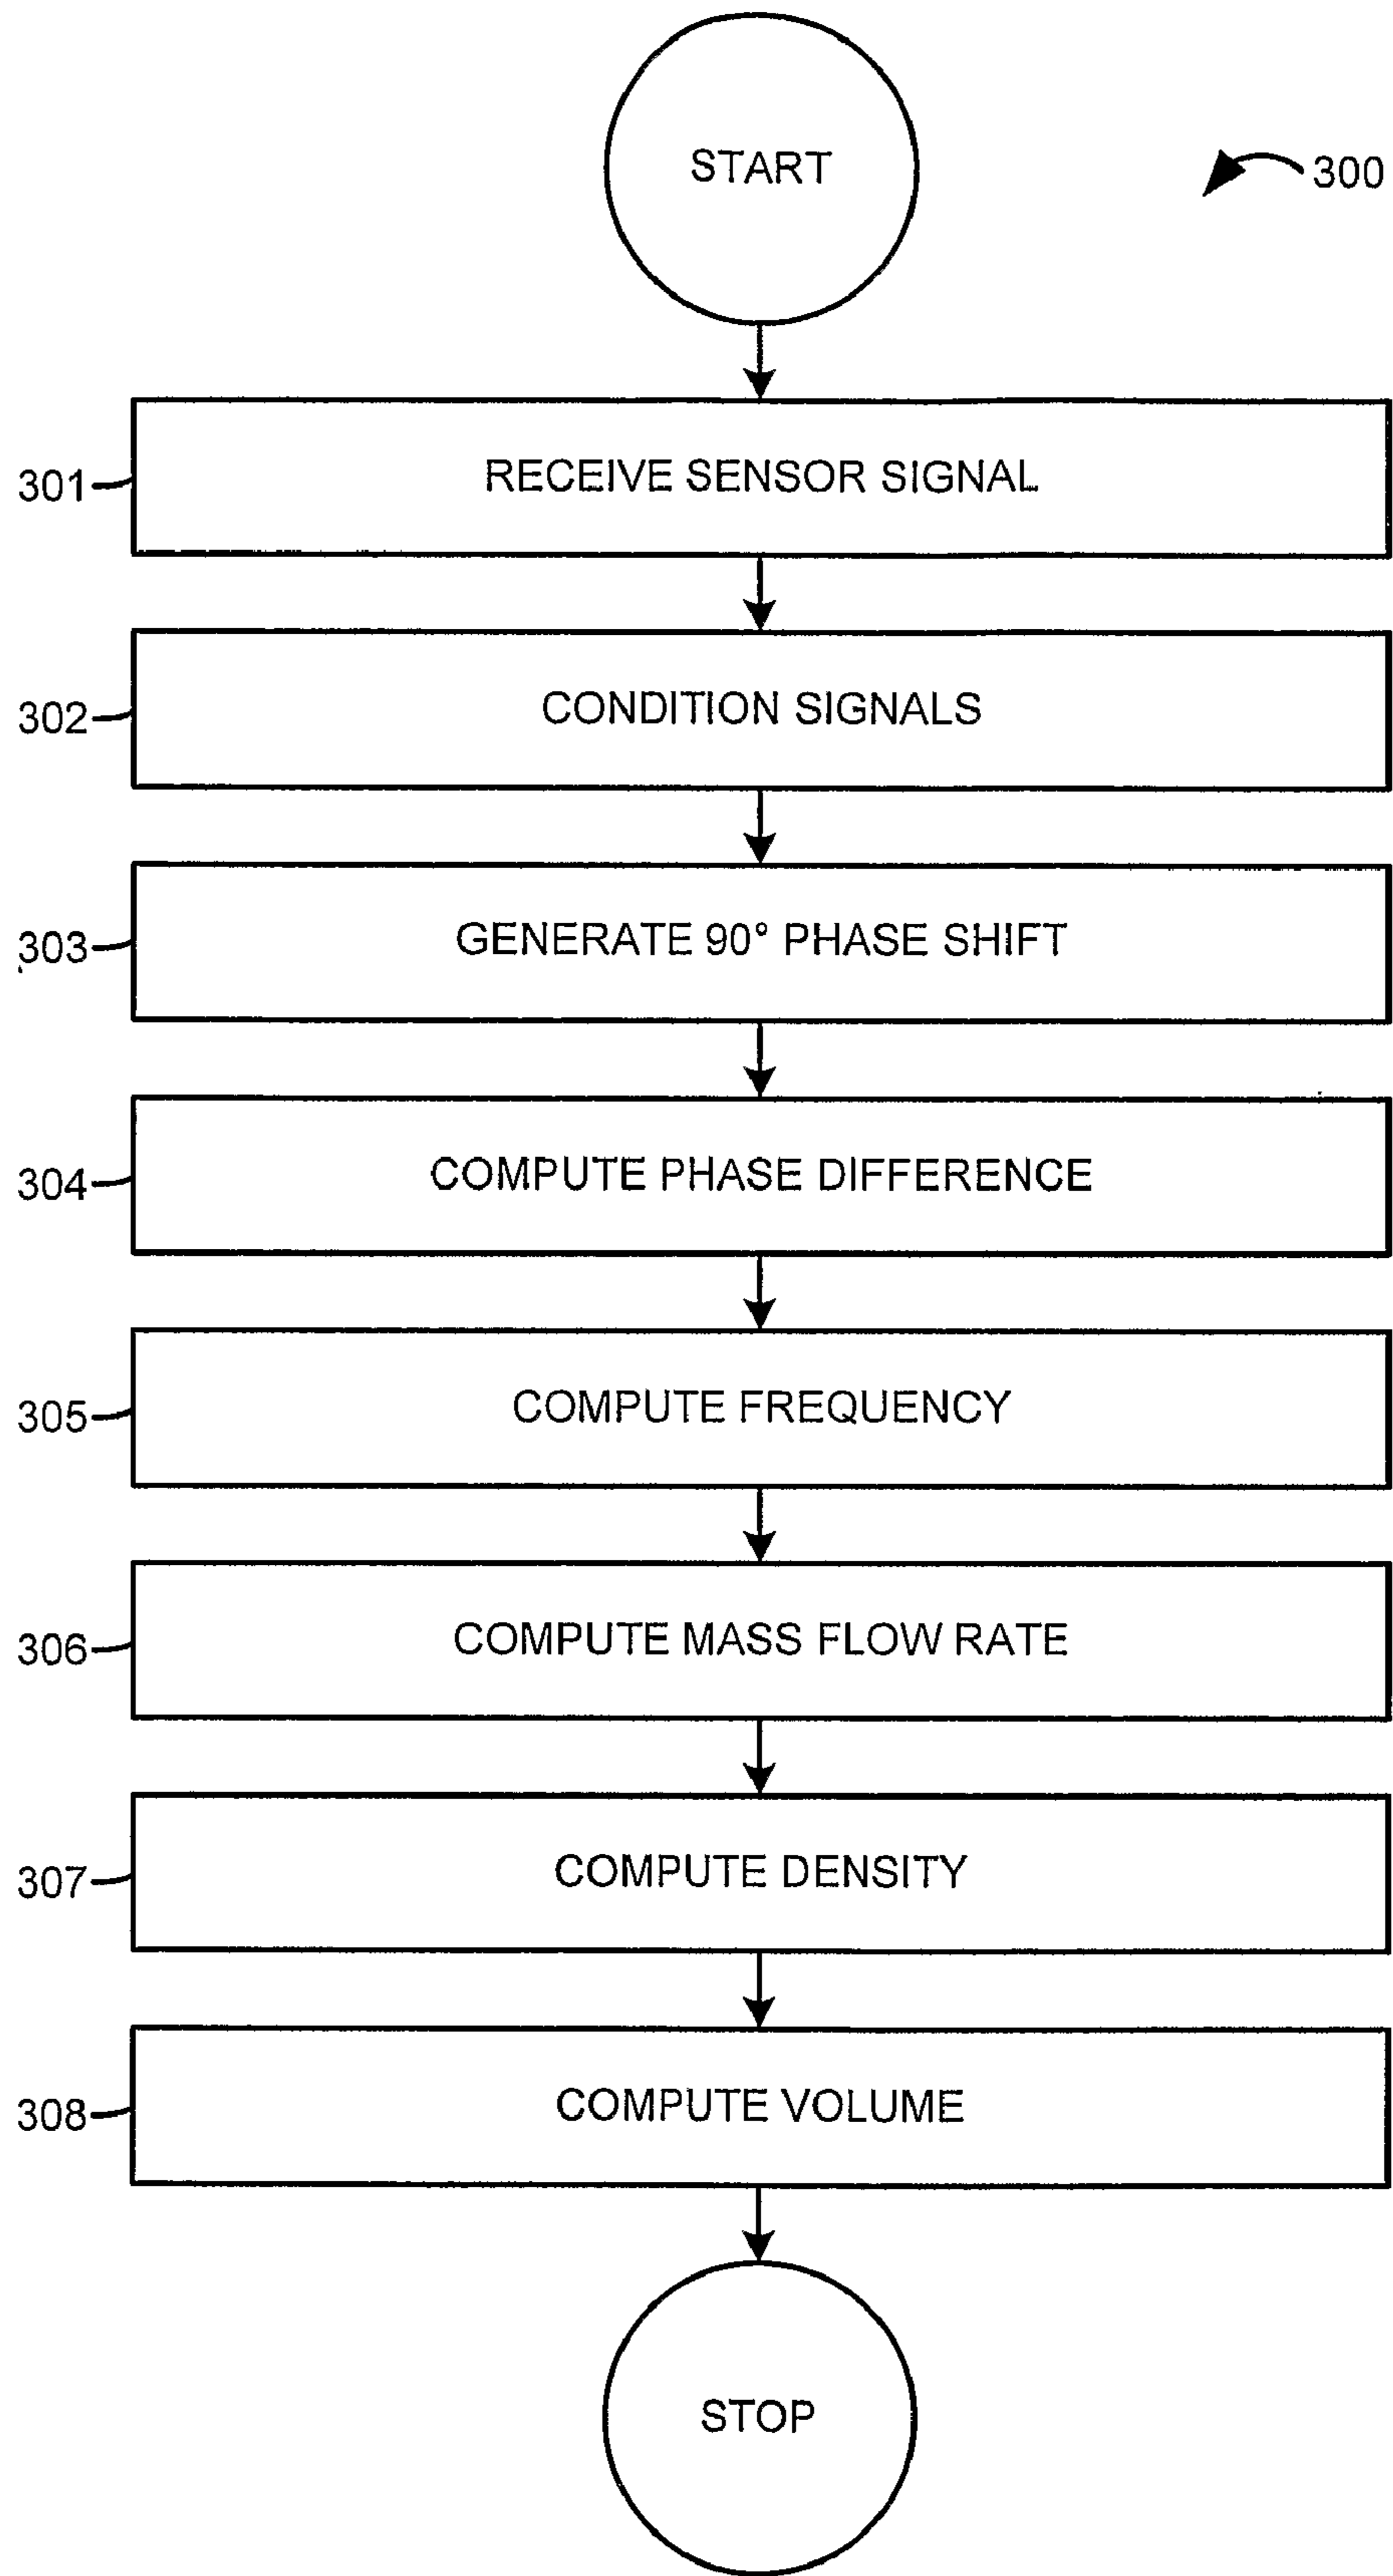 START
300
301
RECEIVE SENSOR SIGNAL
302
CONDITION SIGNALS
303
GENERATE 90° PHASE SHIFT
304
COMPUTE PHASE DIFFERENCE
305
COMPUTE FREQUENCY
306
COMPUTE MASS FLOW RATE
307
COMPUTE DENSITY
308
COMPUTE VOLUME
STOP